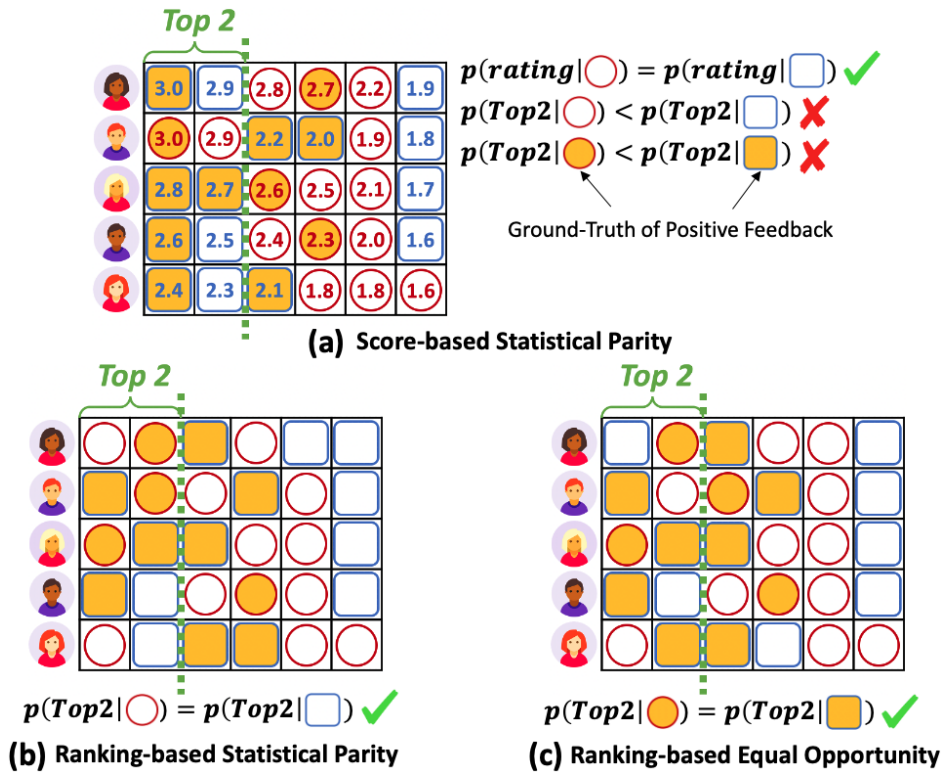 Top 2
3.0 2.9 2.8 2.7 2.2 1.9
3.0 2.9 2.2 2.0 1.9 1.8
2.8 2.7 2.6 2.5 2.1 1.7
2.6 2.5 2.4 2.3 2.0 1.6
2.4 2.3 2.1 1.8 1.8 1.6
p(rating|○) = p(rating|□) ✓
p(Top2|○) < p(Top2|□) ✗
p(Top2|●) < p(Top2|■) ✗
Ground-Truth of Positive Feedback
(a) Score-based Statistical Parity
Top 2
p(Top2|○) = p(Top2|□) ✓
(b) Ranking-based Statistical Parity
Top 2
p(Top2|●) = p(Top2|■) ✓
(c) Ranking-based Equal Opportunity